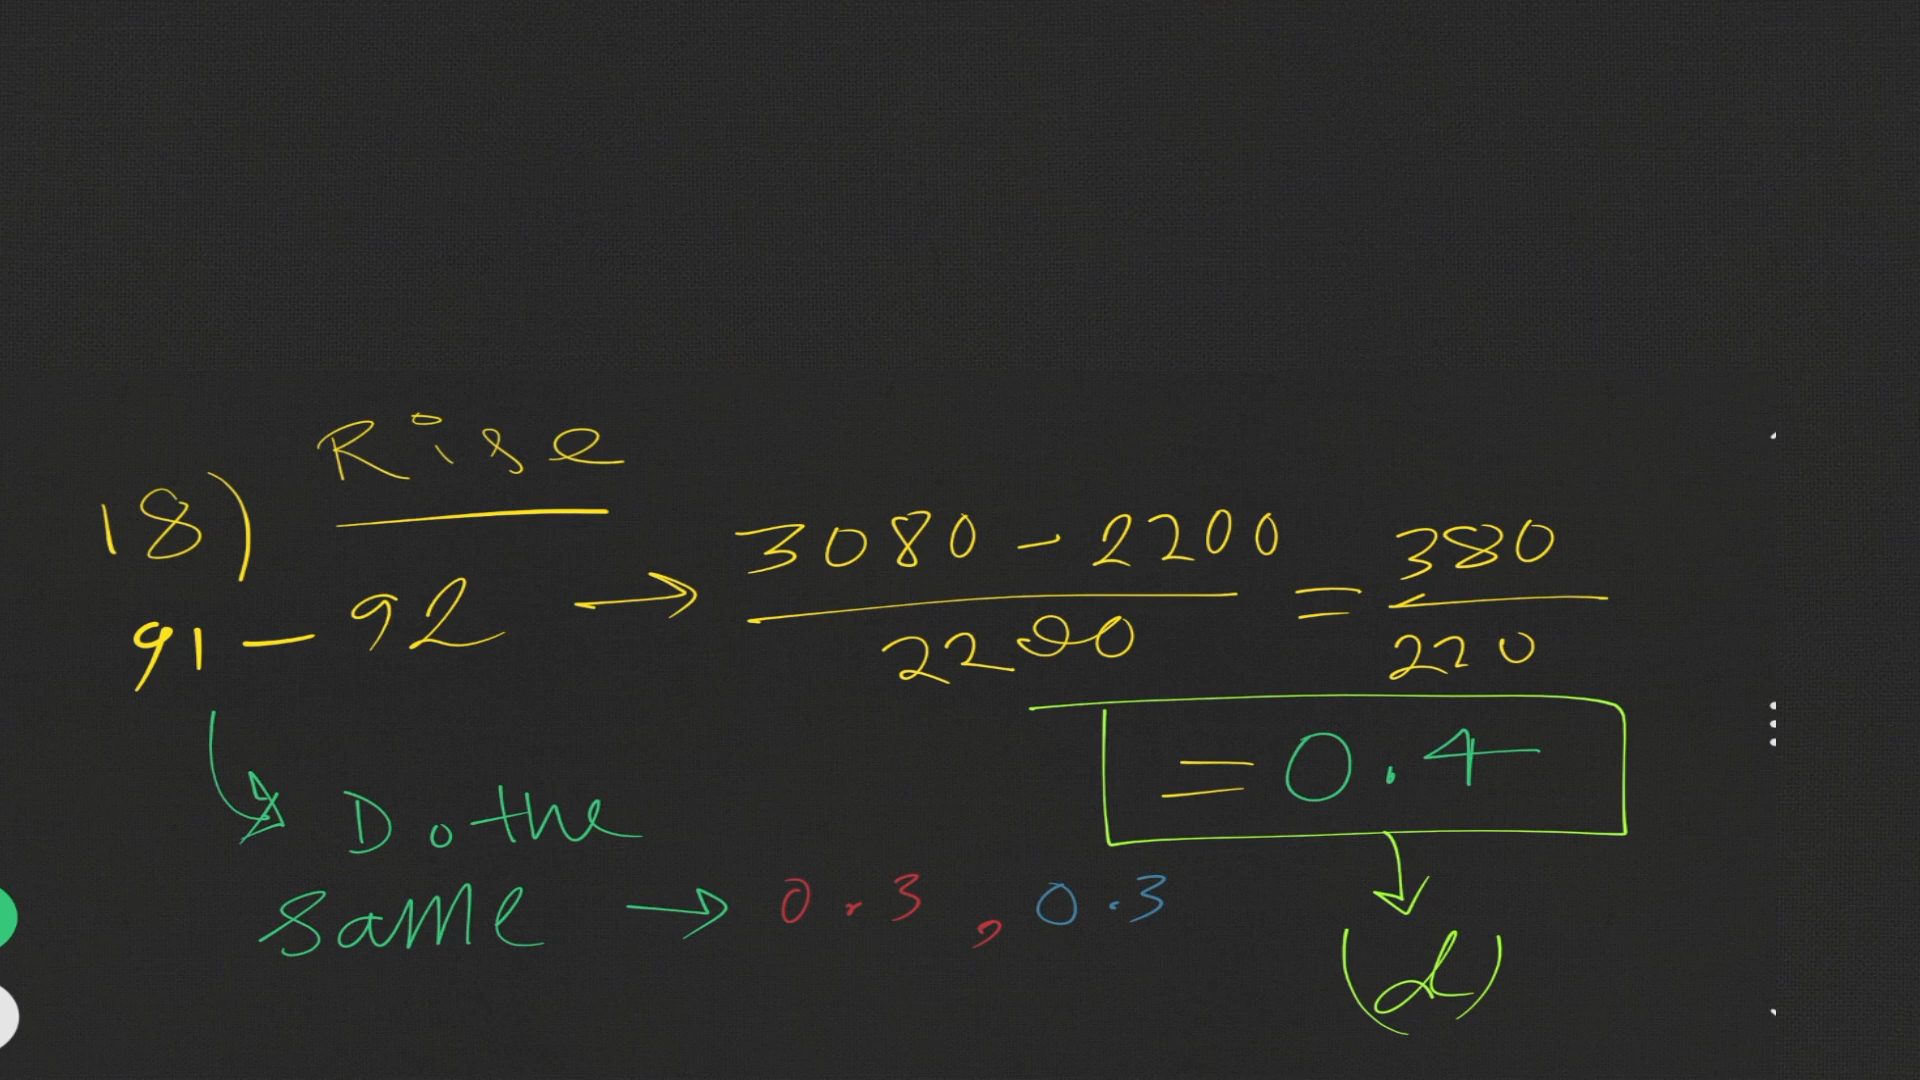 Rise
18)
3080 - 2200 = 380
91 - 92 → 2200 220
= 0.4
Do the
same → 0.3, 0.3
(d)